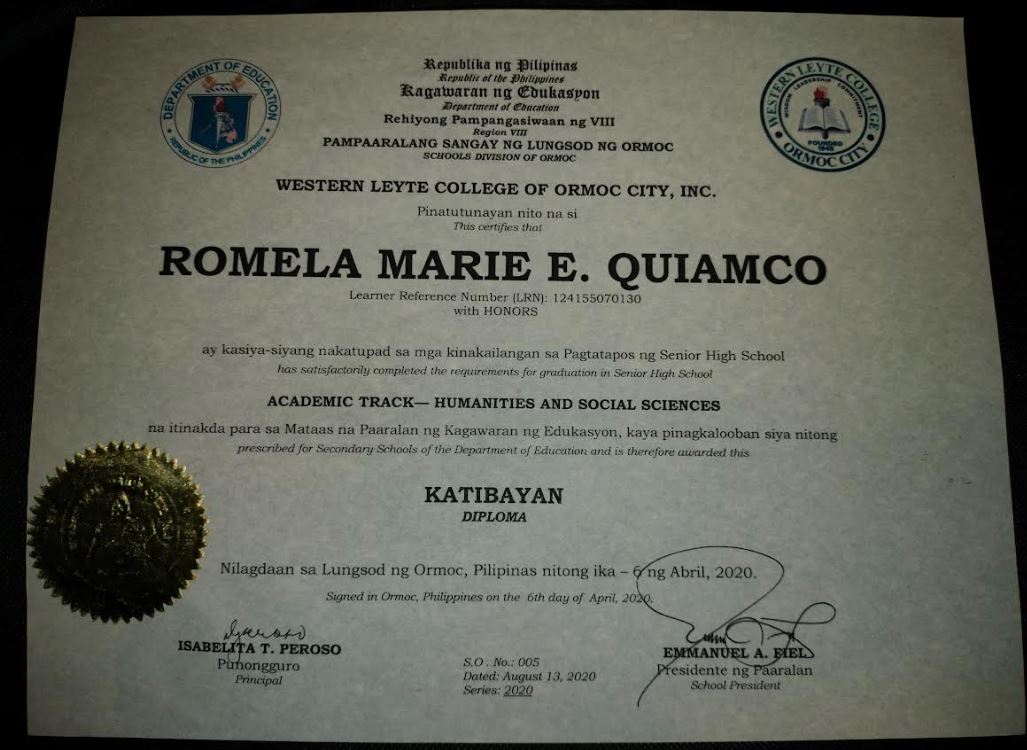 DEPARTMENT OF EDUCATION
REPUBLIC OF THE PHILIPPINES
Republika ng Pilipinas
Republic of the Philippines
Kagawaran ng Edukasyon
Department of Education
Rehiyong Pampangasiwaan ng VIII
Region VIII
PAMPAARALANG SANGAY NG LUNGSOD NG ORMOC
SCHOOLS DIVISION OF ORMOC
WESTERN LEYTE COLLEGE
WISDOM LEADERSHIP COMMITMENT
FOUNDED
1945
ORMOC CITY
WESTERN LEYTE COLLEGE OF ORMOC CITY, INC.
Pinatutunayan nito na si
This certifies that
ROMELA MARIE E. QUIAMCO
Learner Reference Number (LRN): 124155070130
with HONORS
ay kasiya-siyang nakatupad sa mga kinakailangan sa Pagtatapos ng Senior High School
has satisfactorily completed the requirements for graduation in Senior High School
ACADEMIC TRACK— HUMANITIES AND SOCIAL SCIENCES
na itinakda para sa Mataas na Paaralan ng Kagawaran ng Edukasyon, kaya pinagkalooban siya nitong
prescribed for Secondary Schools of the Department of Education and is therefore awarded this
KATIBAYAN
DIPLOMA
Nilagdaan sa Lungsod ng Ormoc, Pilipinas nitong ika – 6 ng Abril, 2020.
Signed in Ormoc, Philippines on the 6th day of April, 2020.
ISABELITA T. PEROSO
Punongguro
Principal
S.O . No.: 005
Dated: August 13, 2020
Series: 2020
EMMANUEL A. FIEL
Presidente ng Paaralan
School President